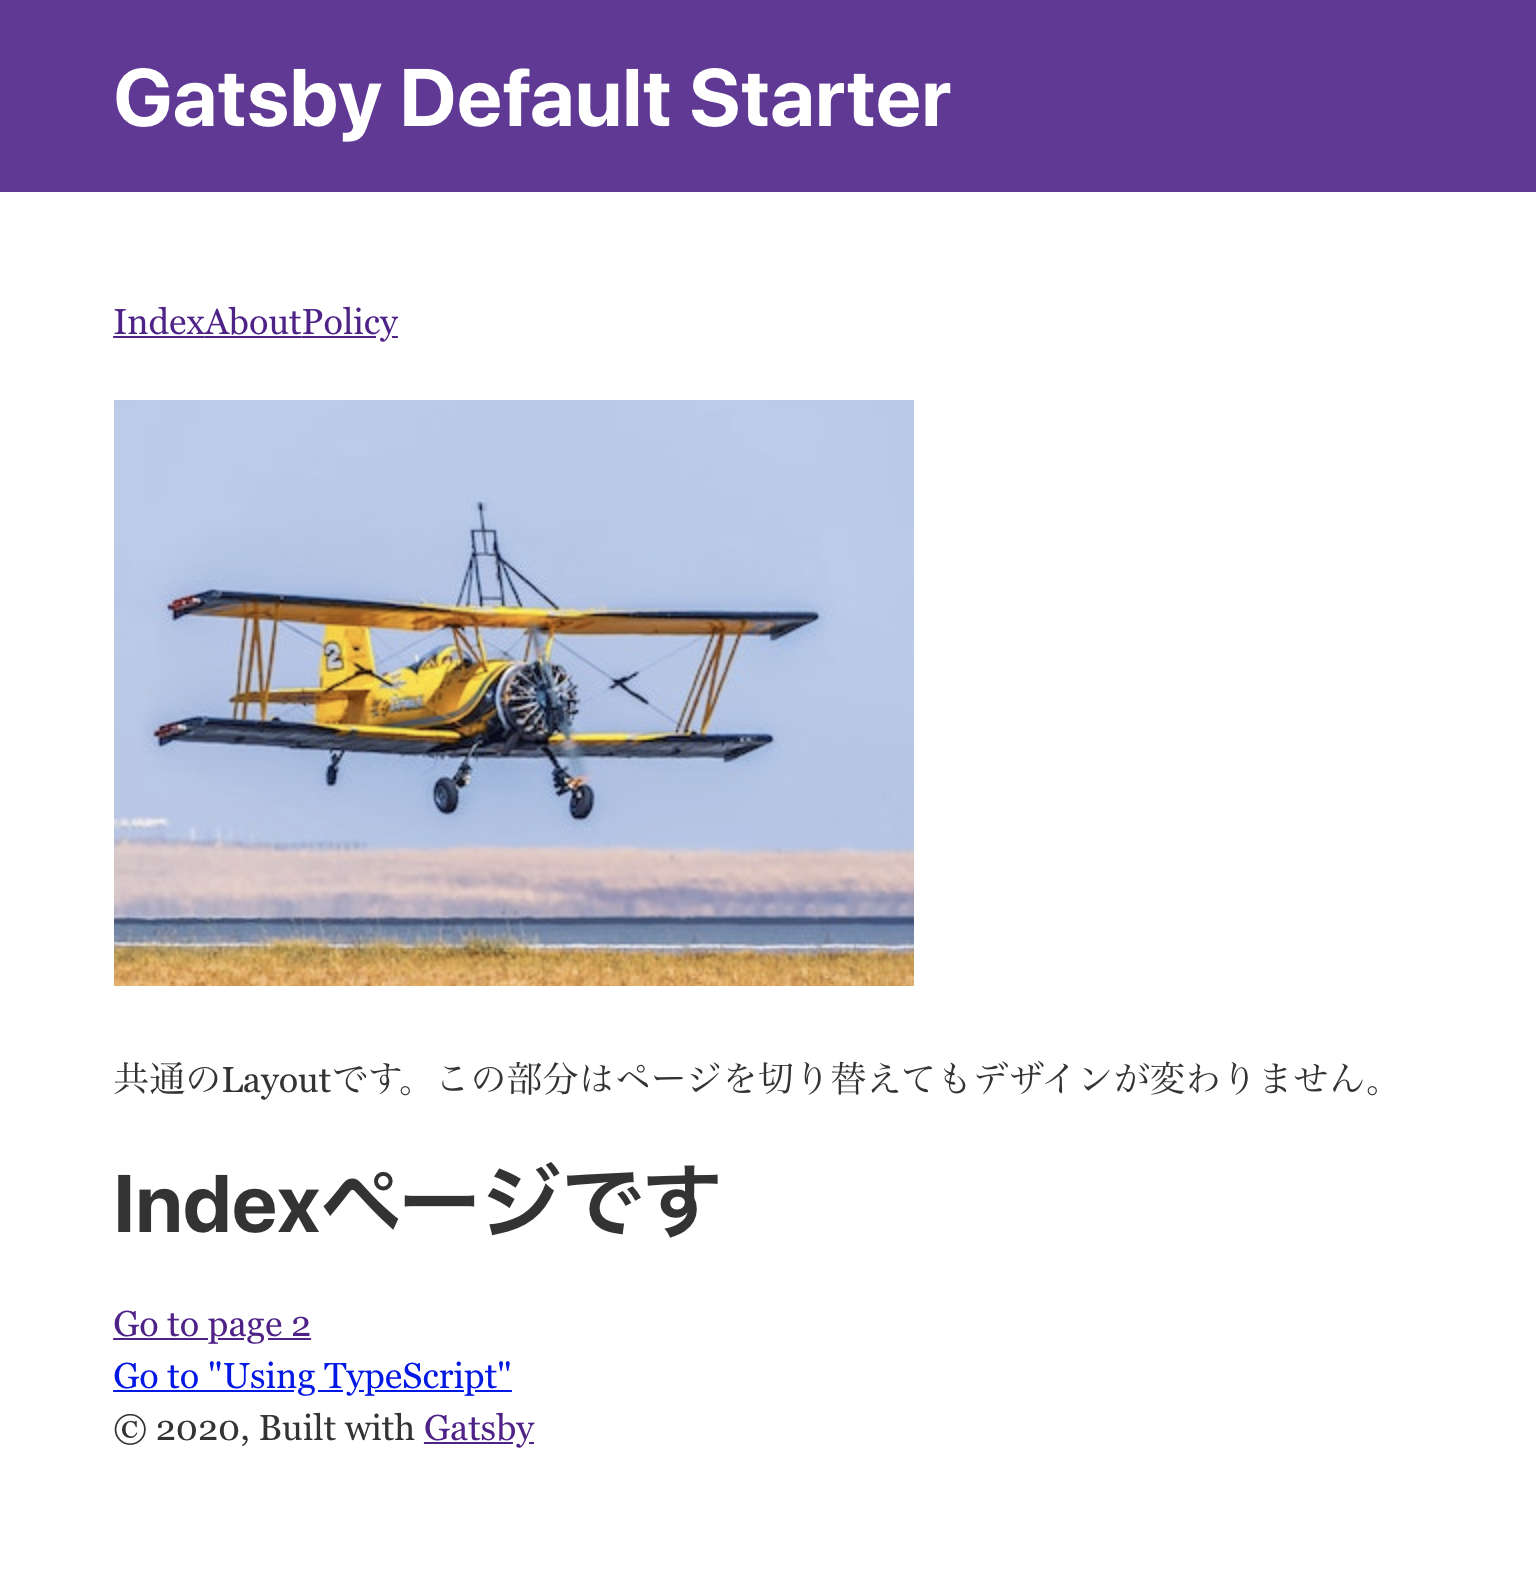 Gatsby Default Starter
IndexAboutPolicy
2
共通のLayoutです。この部分はページを切り替えてもデザインが変わりません。
Indexページです
Go to page 2
Go to "Using TypeScript"
© 2020, Built with Gatsby